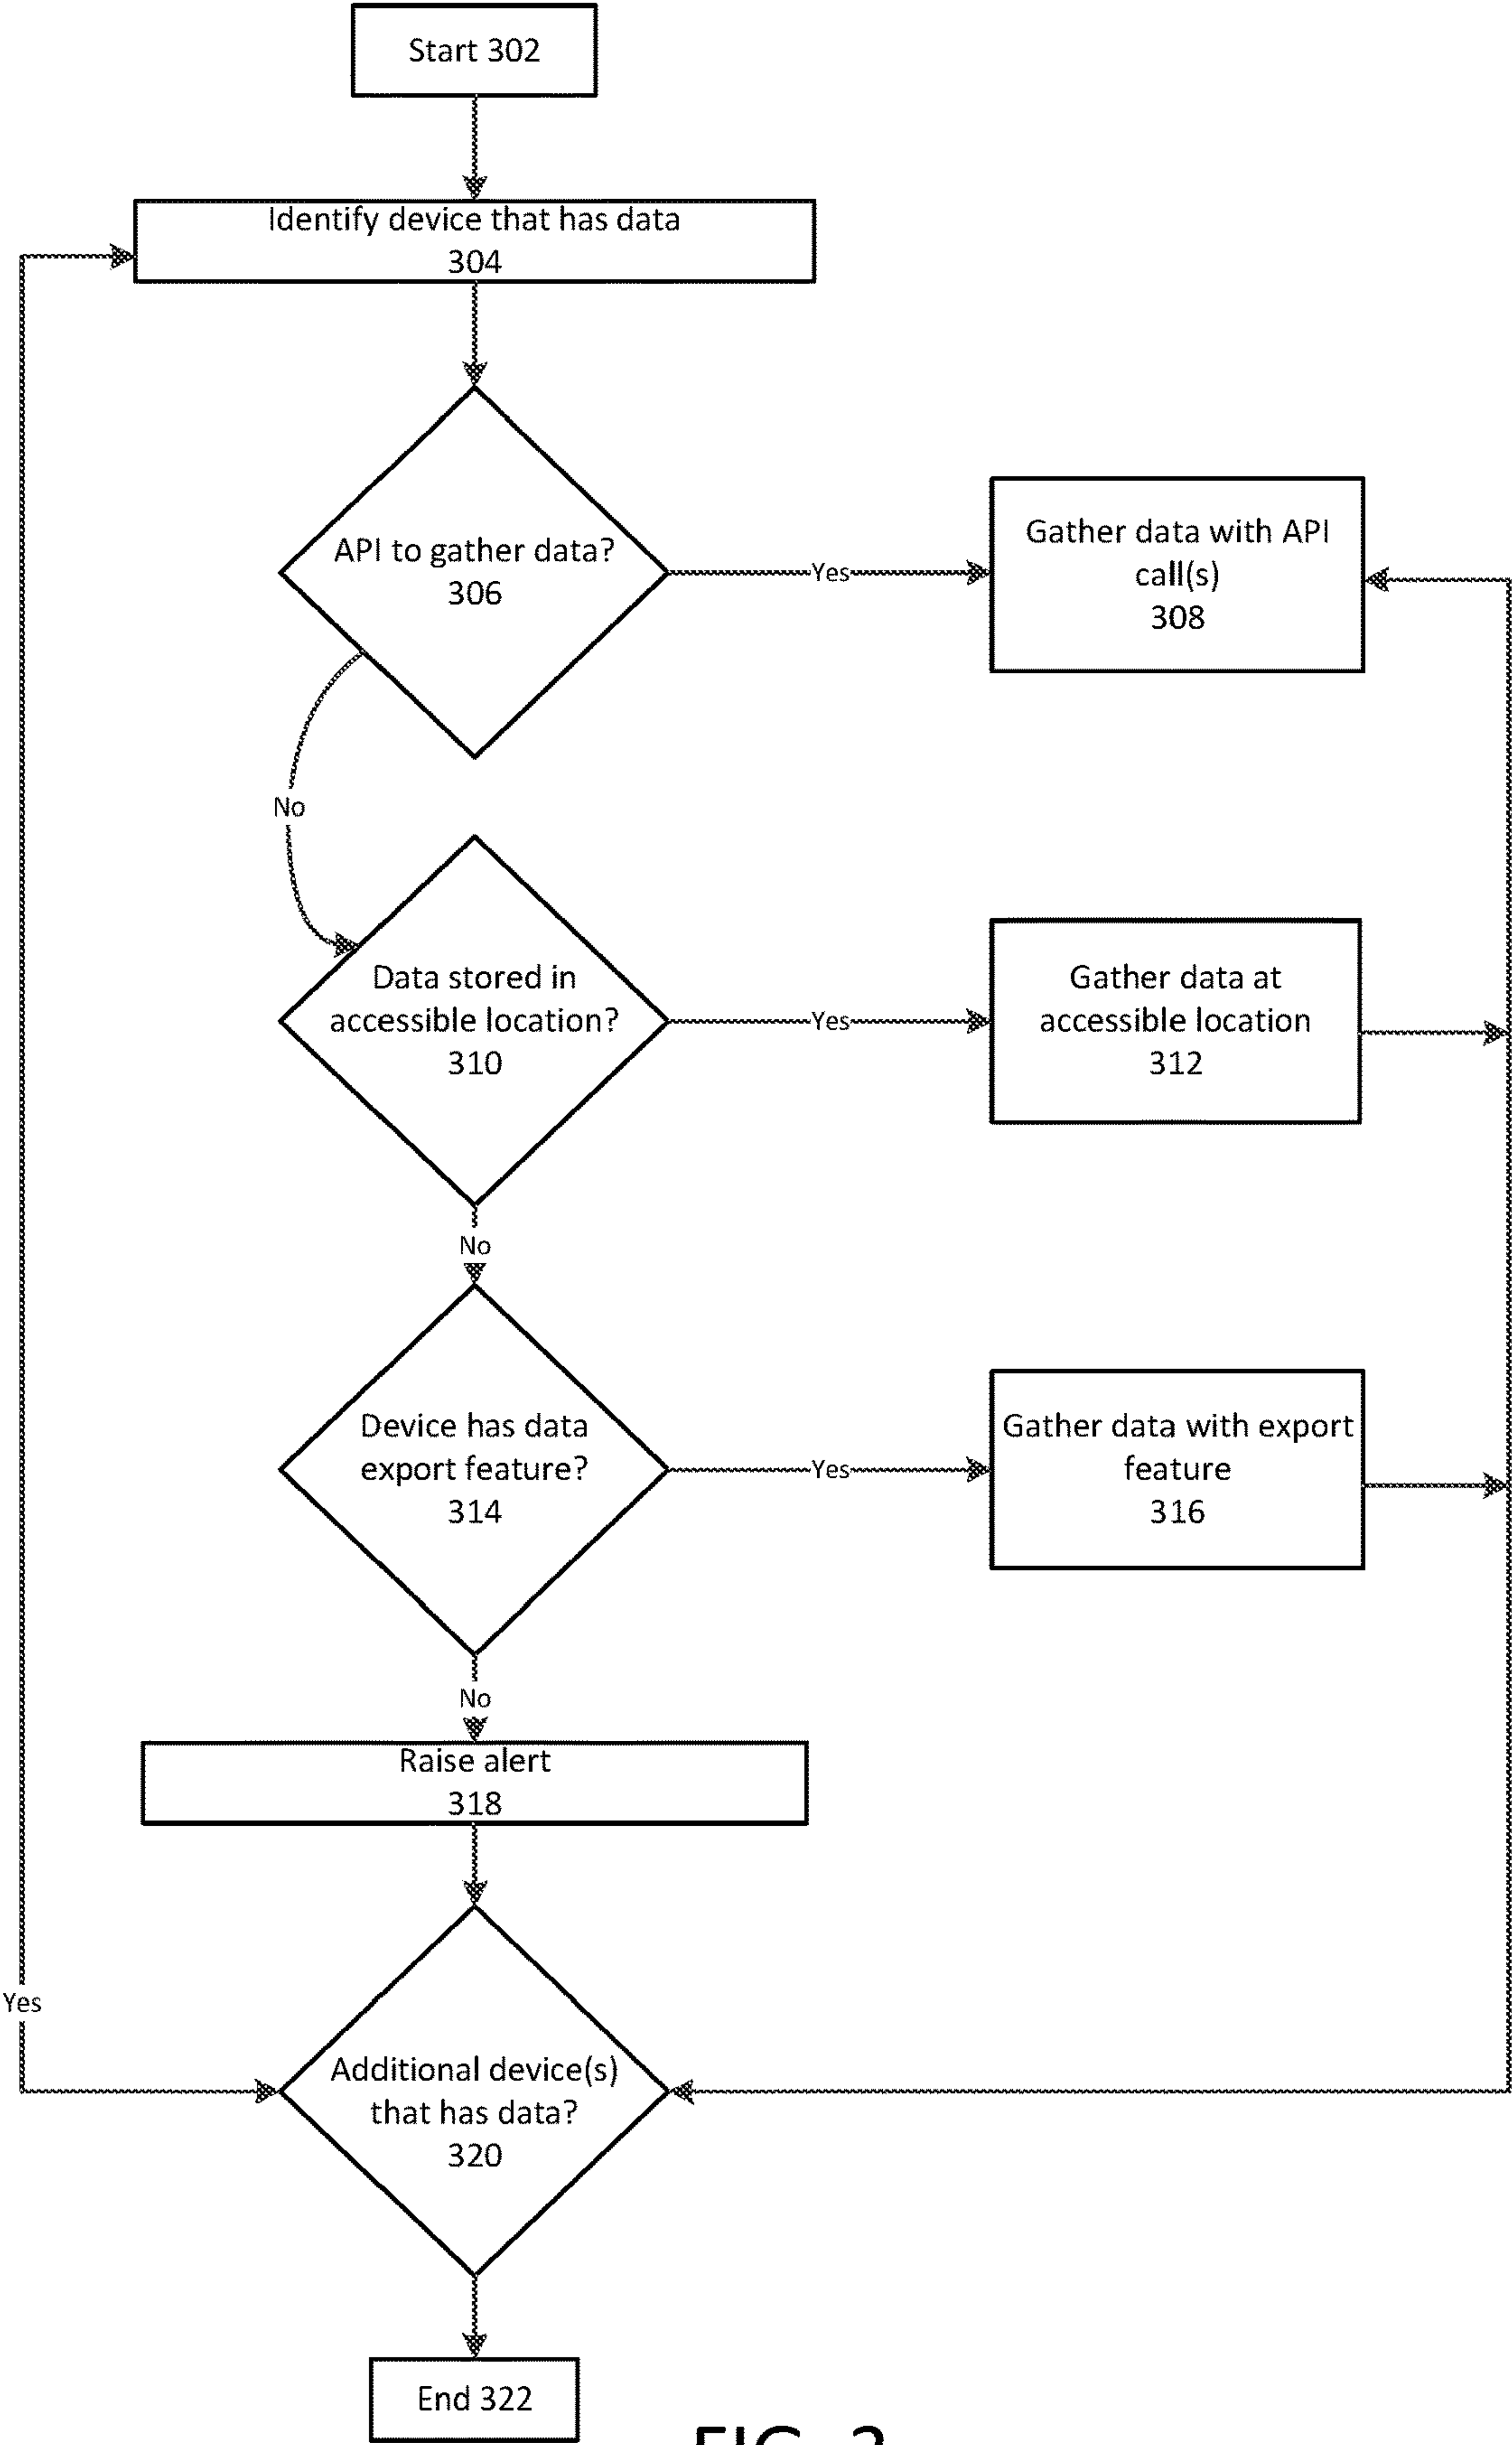 Start 302
Identify device that has data
304
API to gather data?
306
Yes
Gather data with API
call(s)
308
No
Data stored in
accessible location?
310
Yes
Gather data at
accessible location
312
No
Device has data
export feature?
314
Yes
Gather data with export
feature
316
No
Raise alert
318
Yes
Additional device(s)
that has data?
320
End 322